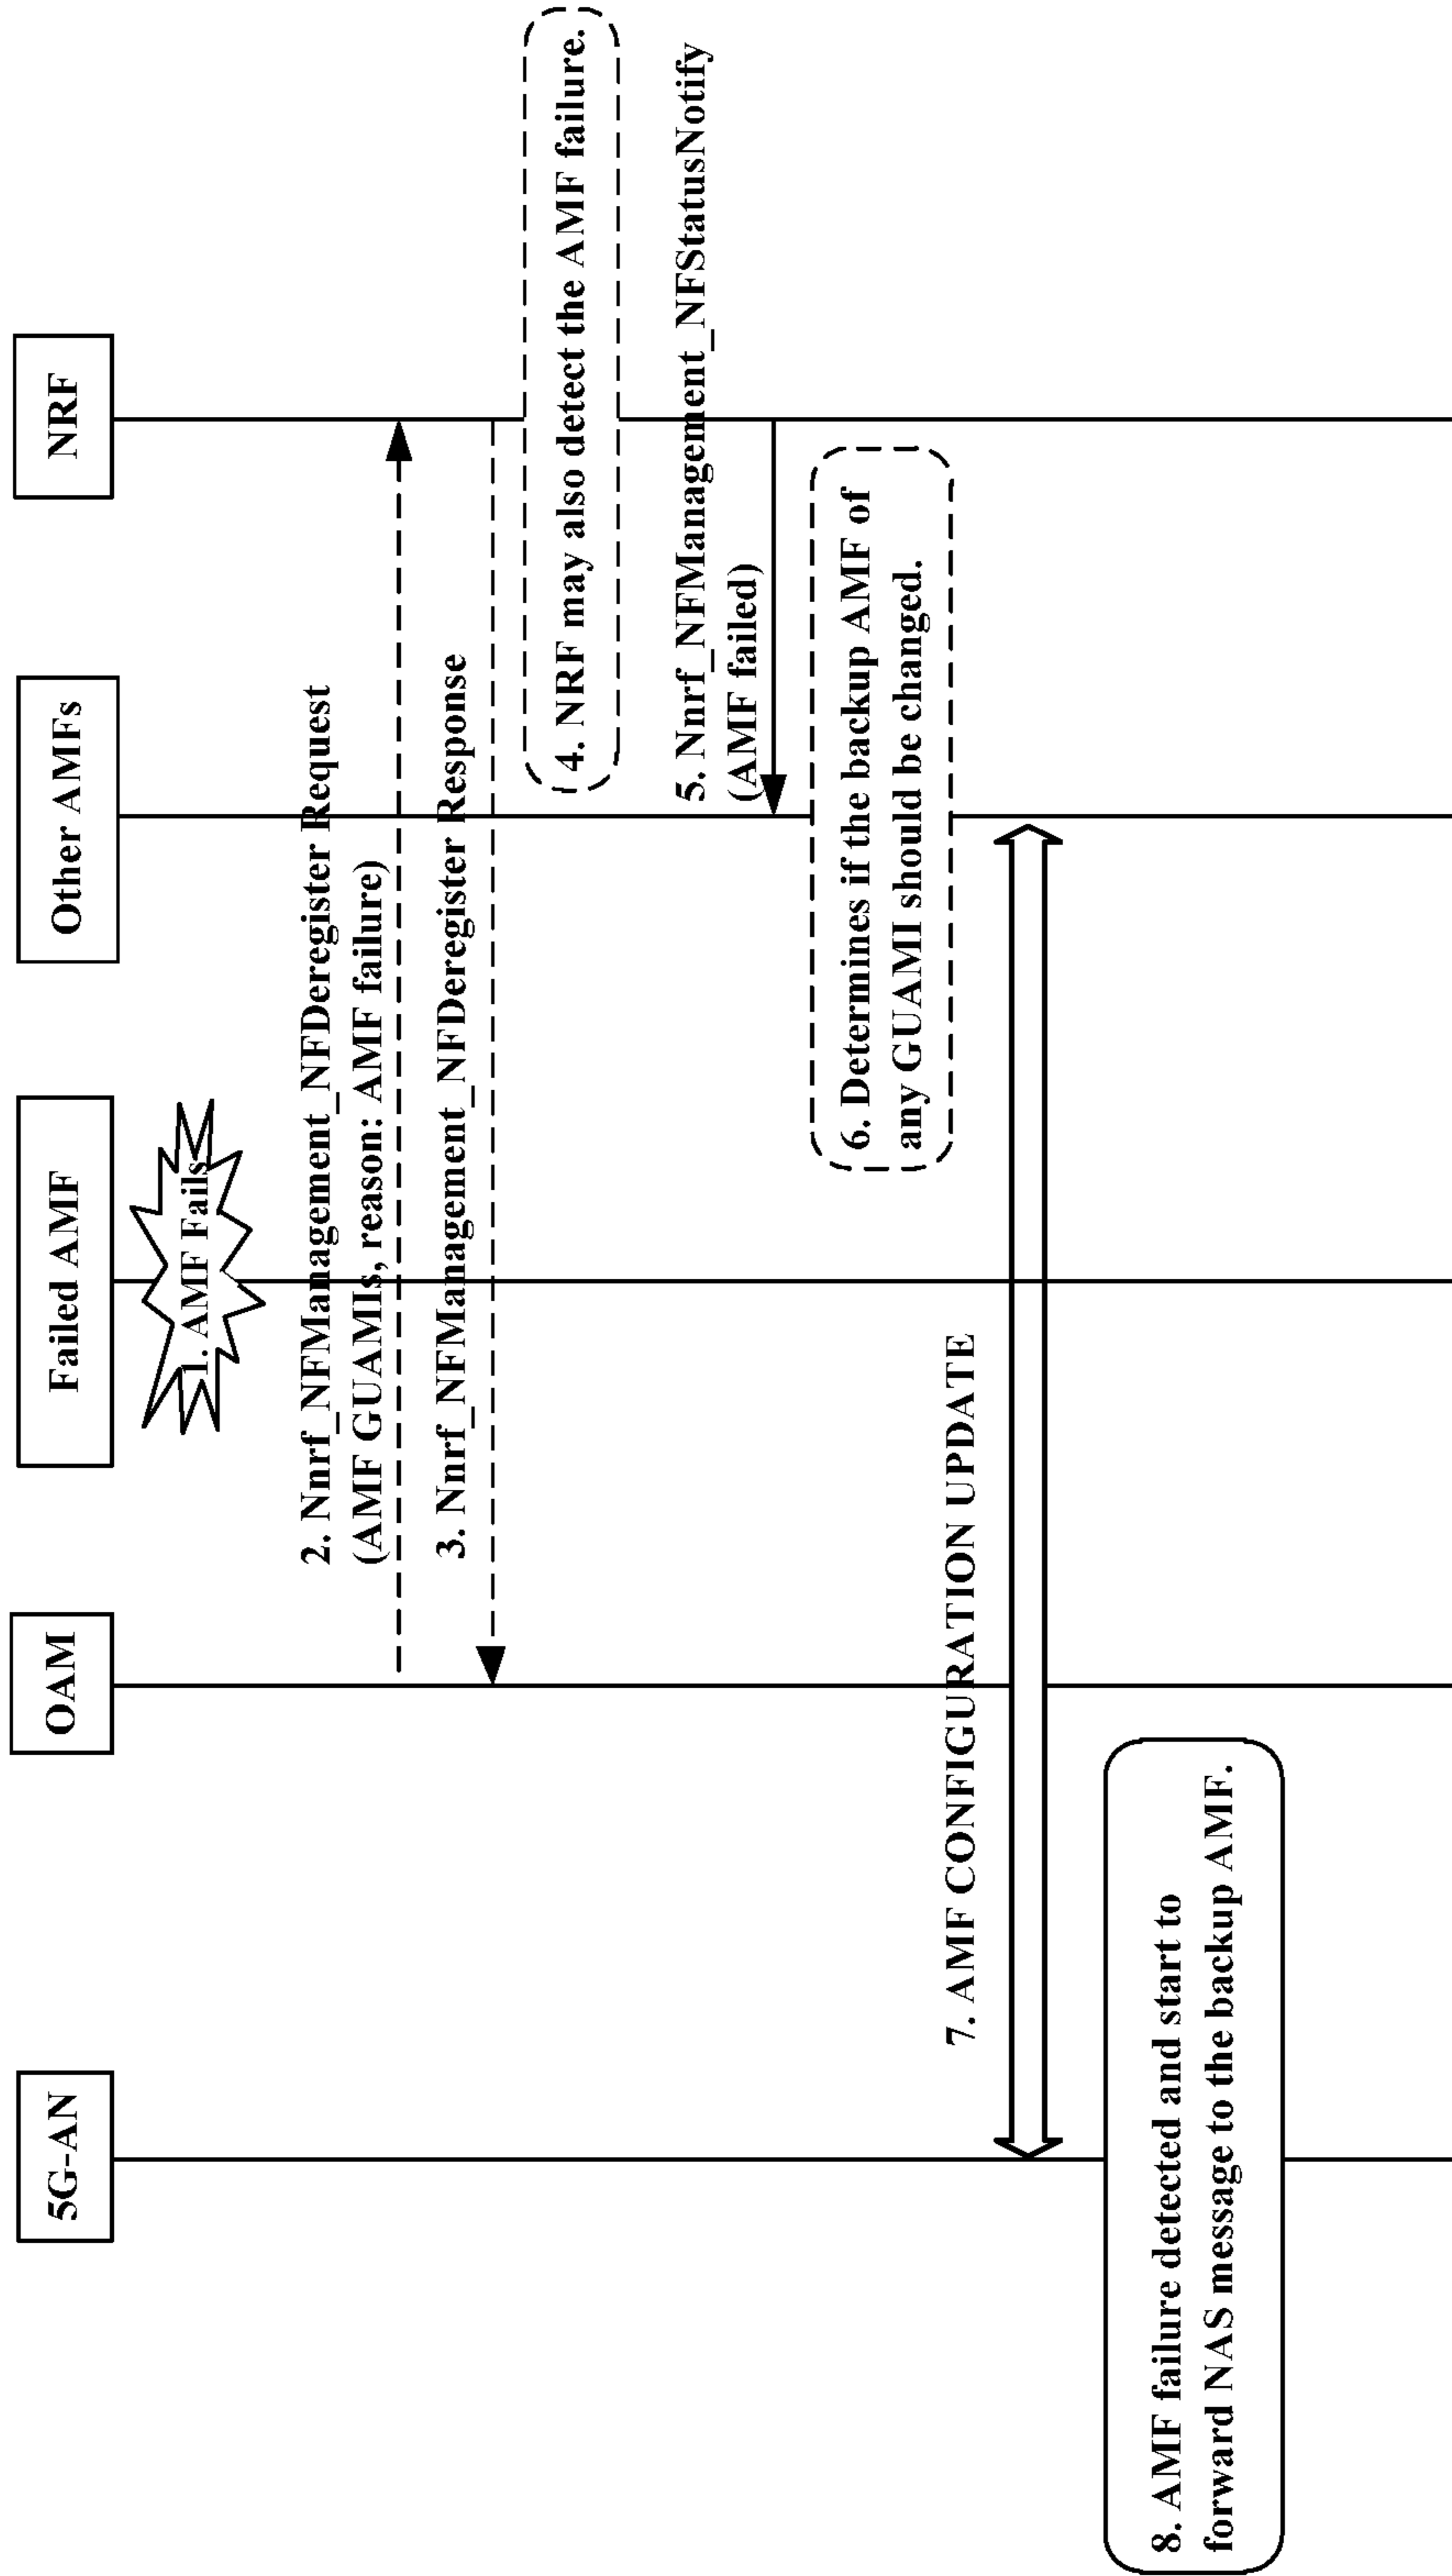 5G-AN
OAM
Failed AMF
Other AMFs
NRF
1. AMF Fails
2. Nnrf_NFManagement_NFDeregister Request
(AMF GUAMIs, reason: AMF failure)
3. Nnrf_NFManagement_NFDeregister Response
4. NRF may also detect the AMF failure.
5. Nnrf_NFManagement_NFStatusNotify
(AMF failed)
6. Determines if the backup AMF of
any GUAMI should be changed.
7. AMF CONFIGURATION UPDATE
8. AMF failure detected and start to
forward NAS message to the backup AMF.